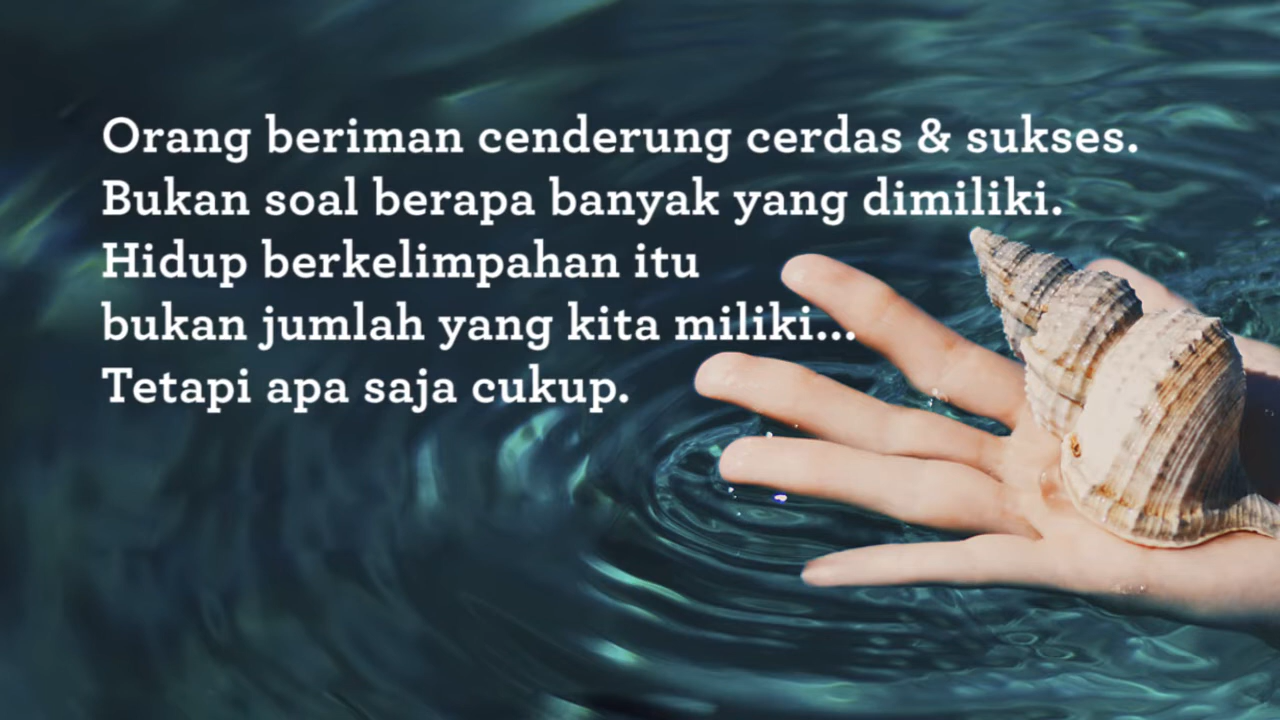 Orang beriman cenderung cerdas & sukses.
Bukan soal berapa banyak yang dimiliki.
Hidup berkelimpahan itu
bukan jumlah yang kita miliki...
Tetapi apa saja cukup.